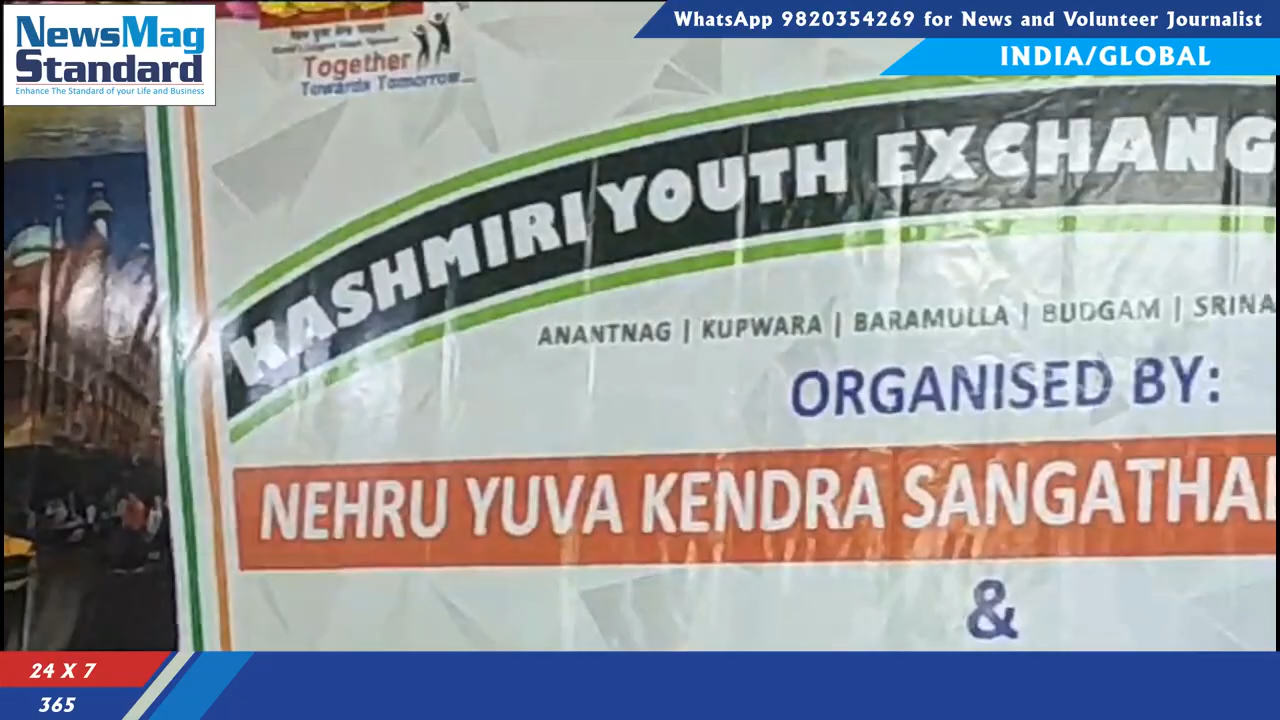 NewsMag
Standard
Enhance The Standard of your Life and Business
WhatsApp 9820354269 for News and Volunteer Journalist
INDIA/GLOBAL
Together
Towards Tomorrow...
KASHMIRI YOUTH EXCHANG
ANANTNAG | KUPWARA | BARAMULLA | BUDGAM | SRINA
ORGANISED BY:
NEHRU YUVA KENDRA SANGATHA
&
24 X 7
365